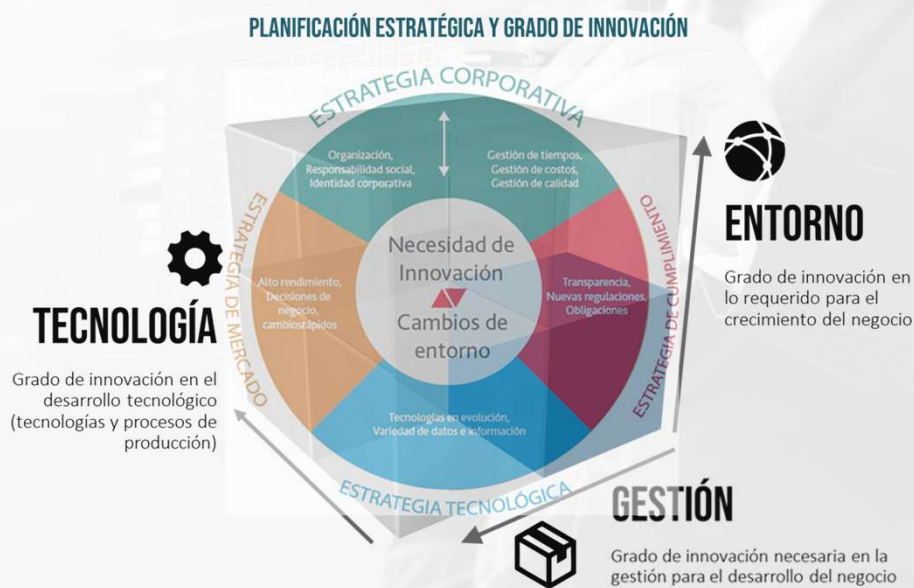 PLANIFICACIÓN ESTRATÉGICA Y GRADO DE INNOVACIÓN
ESTRATEGIA CORPORATIVA
Organización,
Responsabilidad social,
Identidad corporativa
Gestión de tiempos,
Gestión de costos,
Gestión de calidad
ESTRATEGIA DE MERCADO
Alto rendimiento,
Decisiones de
negocio,
cambiosrápidos
Necesidad de
Innovación
Cambios de
entorno
Transparencia,
Nuevas regulaciones,
Obligaciones
ESTRATEGIA DE CUMPLIMIENTO
Tecnologías en evolución,
Variedad de datos e información
ESTRATEGIA TECNOLÓGICA
TECNOLOGÍA
Grado de innovación en el
desarrollo tecnológico
(tecnologías y procesos de
producción)
ENTORNO
Grado de innovación en
lo requerido para el
crecimiento del negocio
GESTIÓN
Grado de innovación necesaria en la
gestión para el desarrollo del negocio